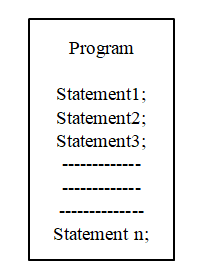 Program
Statement1;
Statement2;
Statement3;
-------------
-------------
--------------
Statement n;